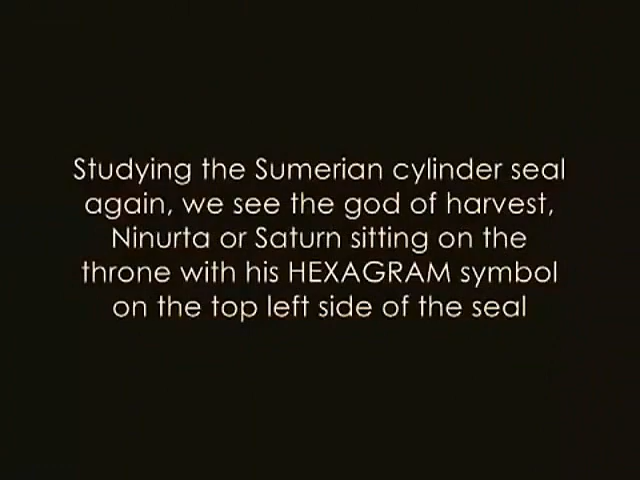 Studying the Sumerian cylinder seal
again, we see the god of harvest,
Ninurta or Saturn sitting on the
throne with his HEXAGRAM symbol
on the top left side of the seal